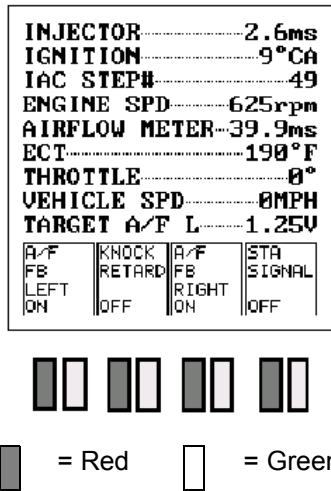 INJECTOR 2.6ms
IGNITION 9°CA
IAC STEP# 49
ENGINE SPD 625rpm
AIRFLOW METER 39.9ms
ECT 190°F
THROTTLE 0°
VEHICLE SPD 0MPH
TARGET A/F L 1.25V
A/F FB LEFT ON
KNOCK RETARD OFF
A/F FB RIGHT ON
STA SIGNAL OFF
= Red
= Green